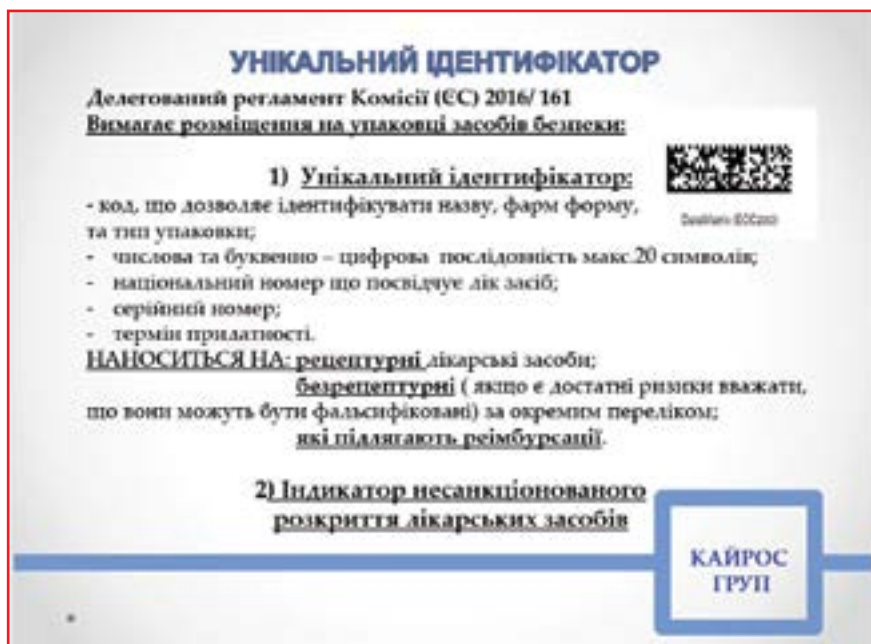 УНІКАЛЬНИЙ ІДЕНТИФІКАТОР
Делегований регламент Комісії (ЄС) 2016/ 161
Вимагає розміщення на упаковці засобів безпеки:
1) Унікальний ідентифікатор:
- код, що дозволяє ідентифікувати назву, фарм форму,
та тип упаковки;
- числова та буквенно – цифрова послідовність макс.20 символів;
- національний номер що посвідчує лік засіб;
- серійний номер;
- термін придатності.
НАНОСИТЬСЯ НА: рецептурні лікарські засоби;
безрецептурні ( якщо є достатні ризики вважати,
що вони можуть бути фальсифіковані) за окремим переліком;
які підлягають реімбурсації.
2) Індикатор несанкціонованого
розкриття лікарських засобів
КАЙРОС
ГРУП